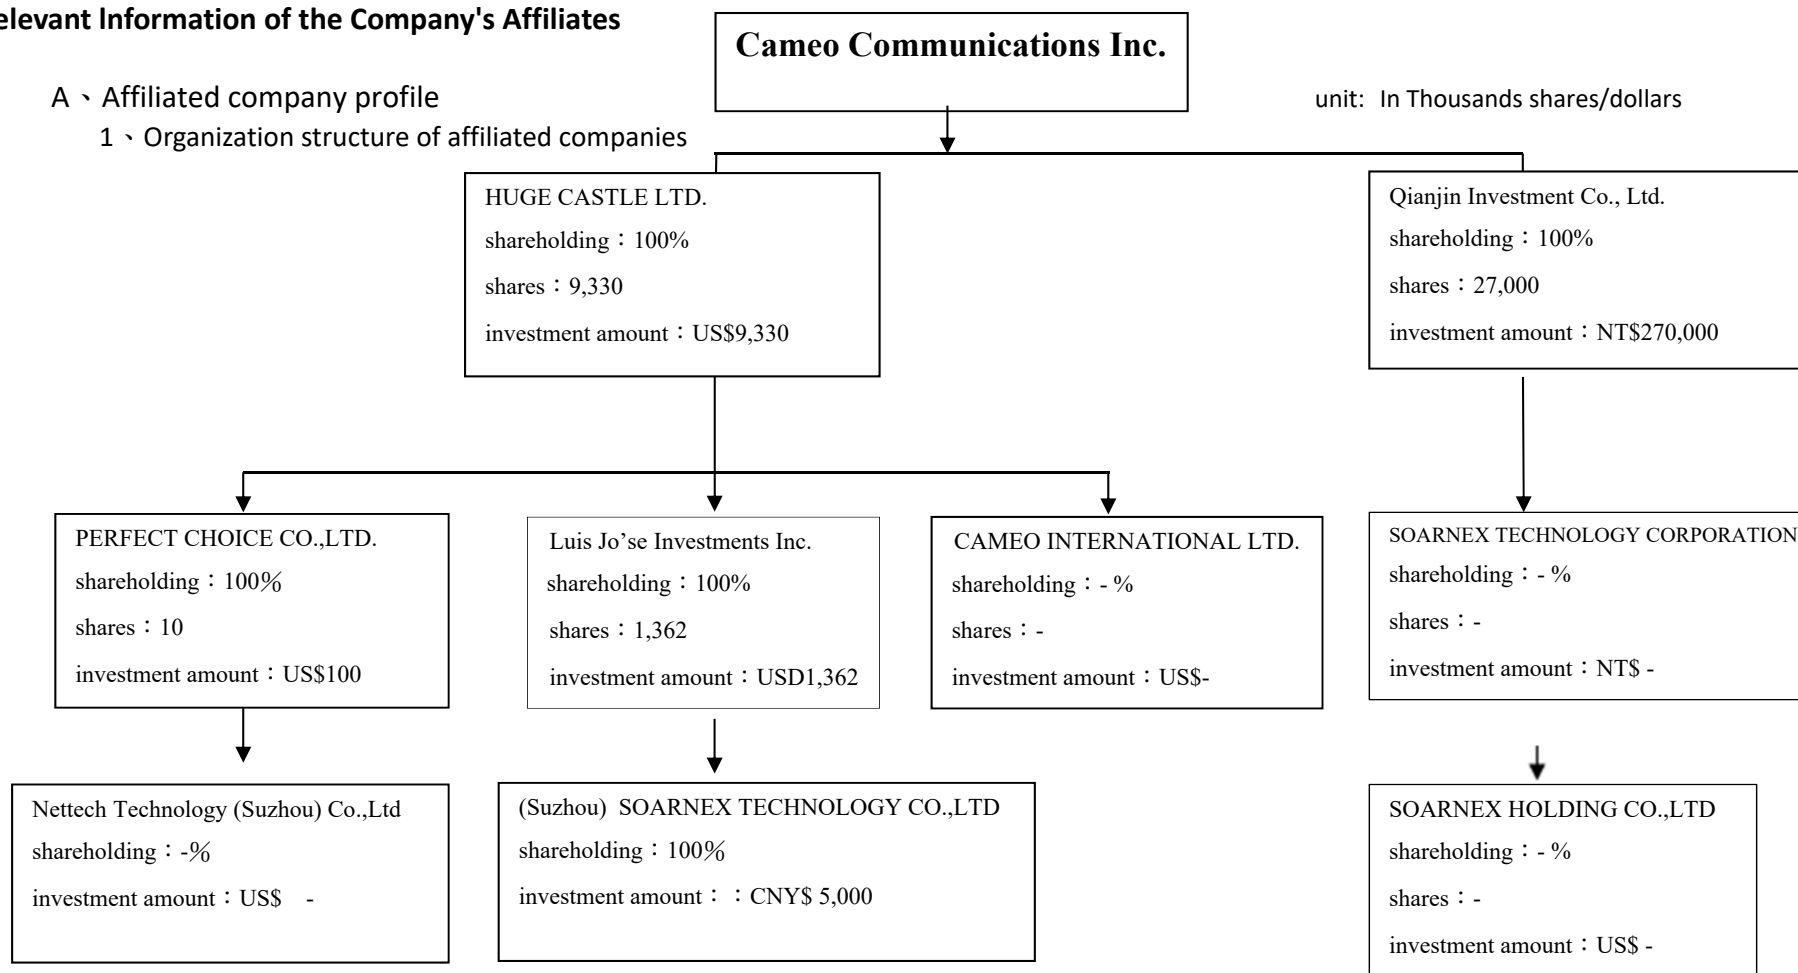 elevant lnformation of the Company's Affiliates
Cameo Communications Inc.
A、Affiliated company profile
unit: In Thousands shares/dollars
1、Organization structure of affiliated companies
HUGE CASTLE LTD.
shareholding：100%
shares：9,330
investment amount：US$9,330
Qianjin Investment Co., Ltd.
shareholding：100%
shares：27,000
investment amount：NT$270,000
PERFECT CHOICE CO.,LTD.
shareholding：100%
shares：10
investment amount：US$100
Luis Jo’se Investments Inc.
shareholding：100%
shares：1,362
investment amount：USD1,362
CAMEO INTERNATIONAL LTD.
shareholding：- %
shares：-
investment amount：US$-
SOARNEX TECHNOLOGY CORPORATION
shareholding：- %
shares：-
investment amount：NT$ -
Nettech Technology (Suzhou) Co.,Ltd
shareholding：-%
investment amount：US$ -
(Suzhou) SOARNEX TECHNOLOGY CO.,LTD
shareholding：100%
investment amount：：CNY$ 5,000
SOARNEX HOLDING CO.,LTD
shareholding：- %
shares：-
investment amount：US$ -